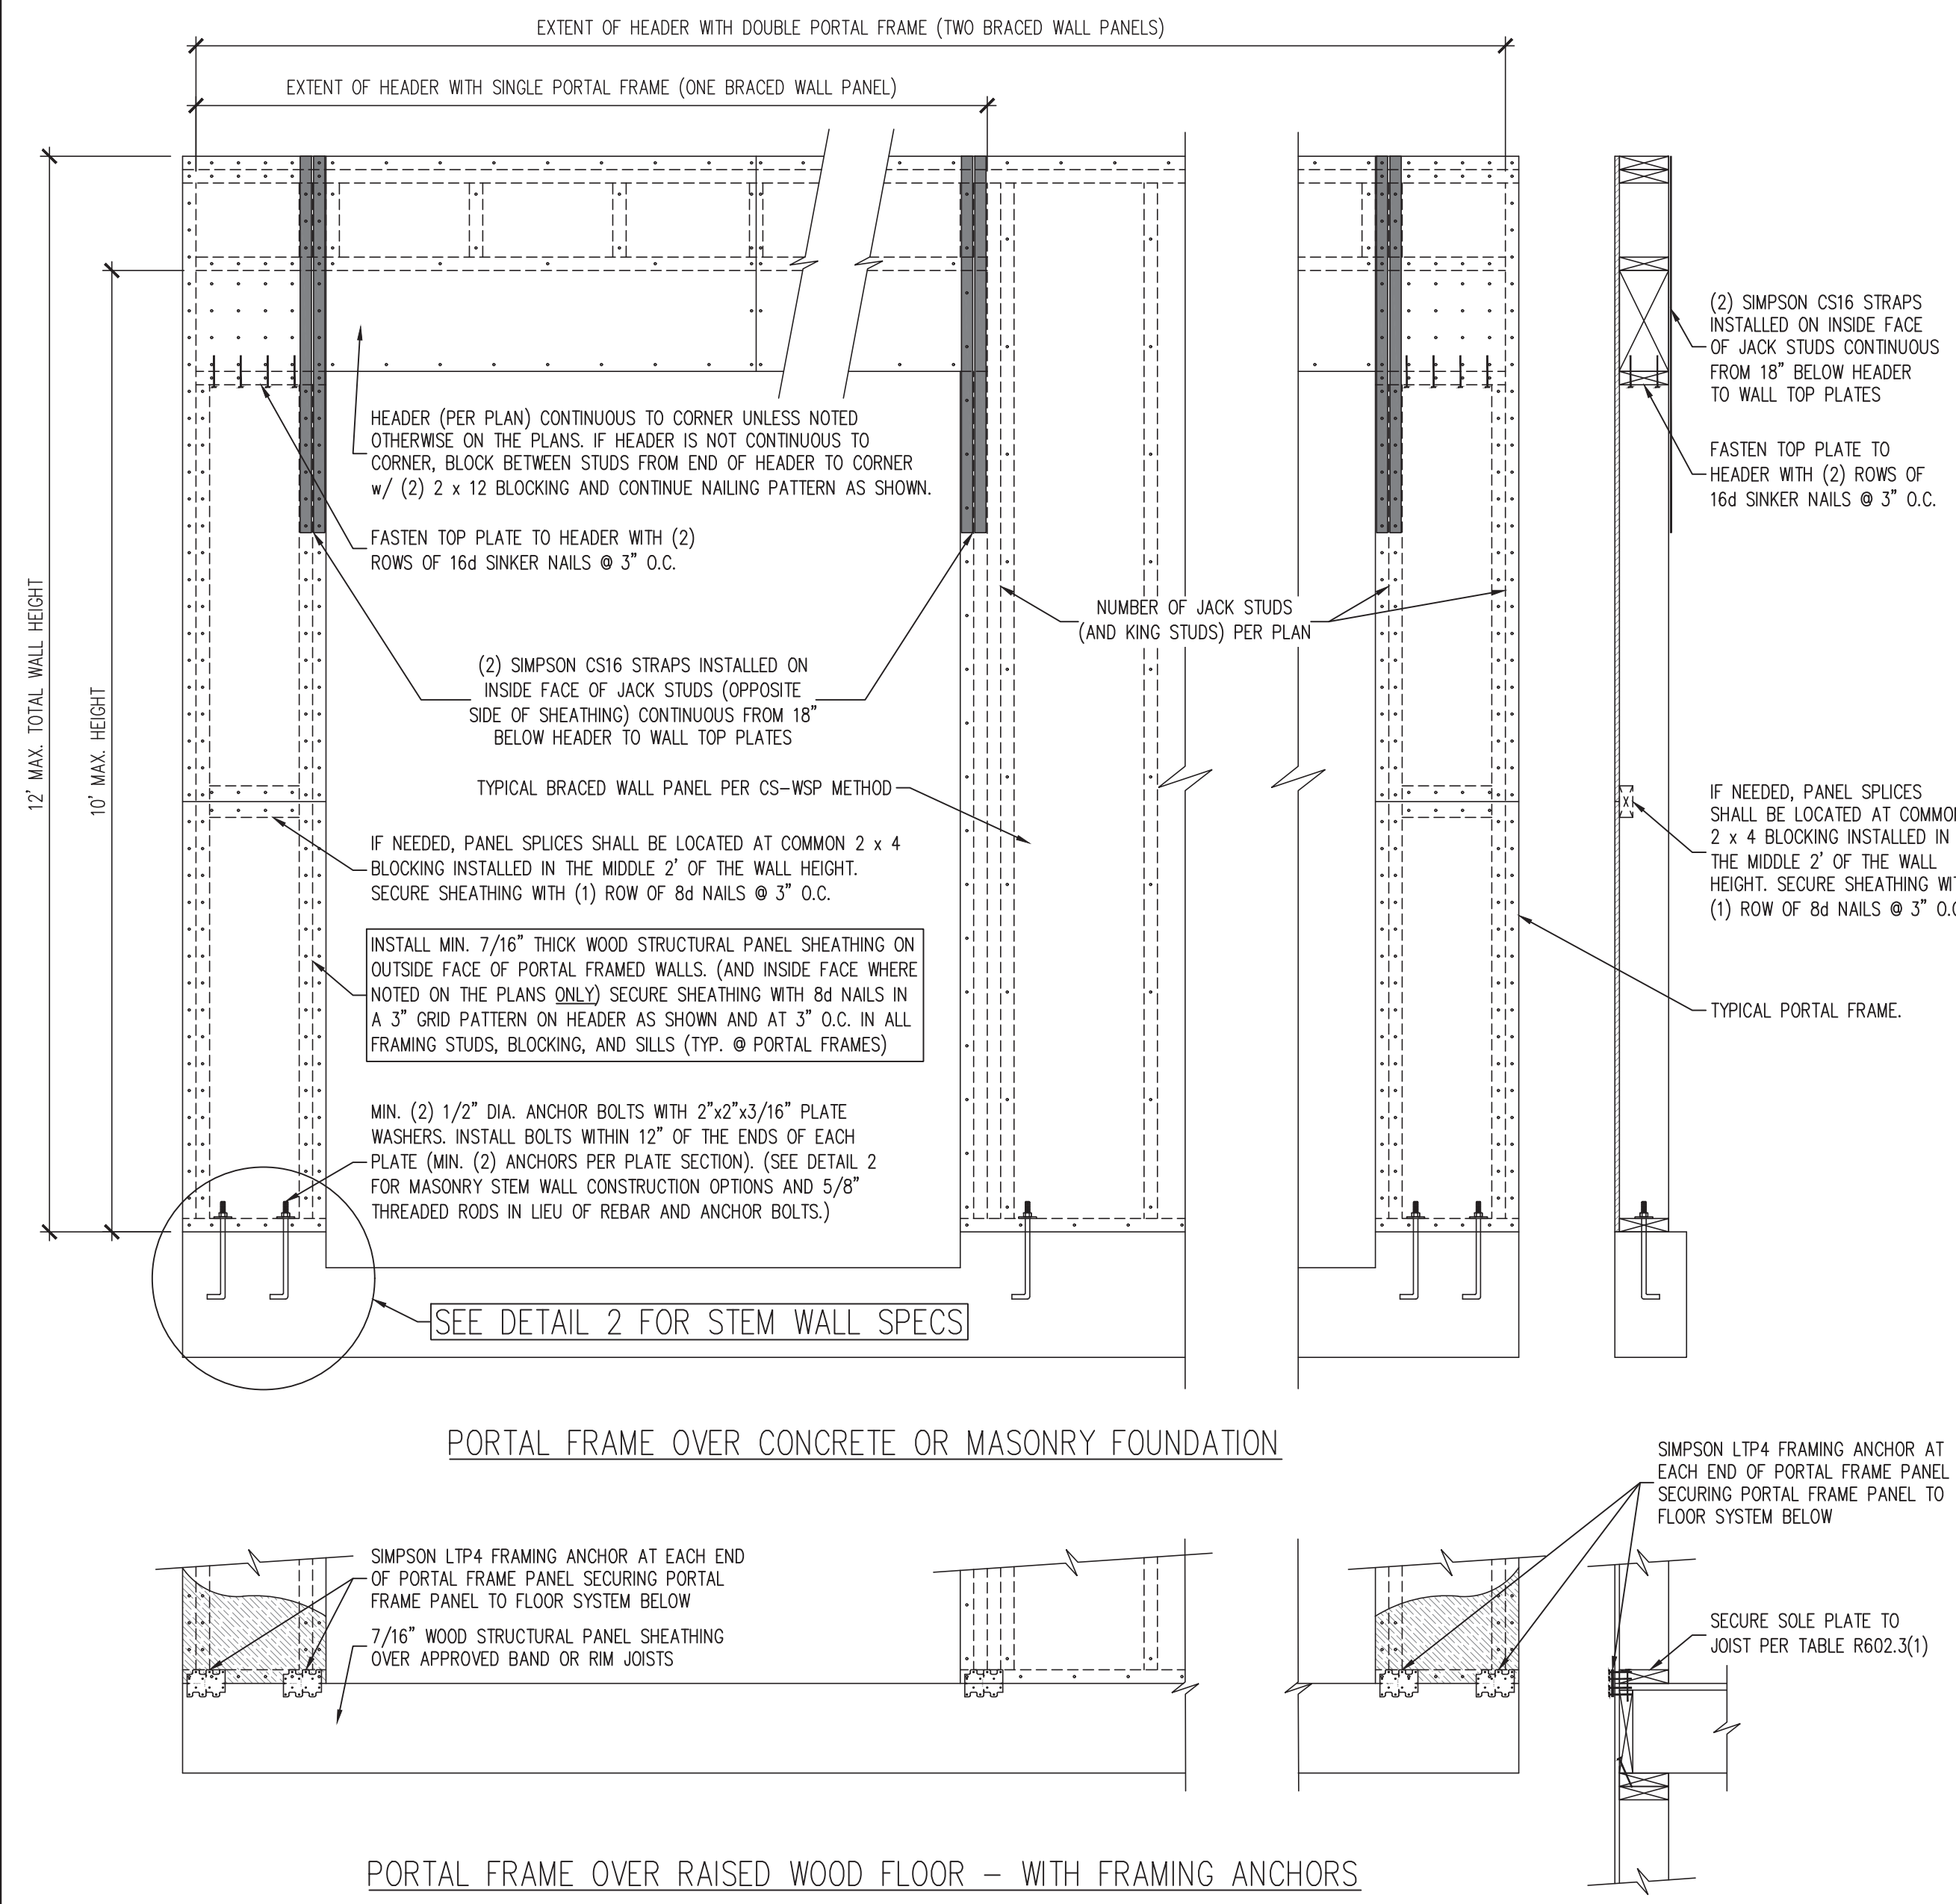 EXTENT OF HEADER WITH DOUBLE PORTAL FRAME (TWO BRACED WALL PANELS)
EXTENT OF HEADER WITH SINGLE PORTAL FRAME (ONE BRACED WALL PANEL)
12' MAX. TOTAL WALL HEIGHT
10' MAX. HEIGHT
HEADER (PER PLAN) CONTINUOUS TO CORNER UNLESS NOTED
OTHERWISE ON THE PLANS. IF HEADER IS NOT CONTINUOUS TO
CORNER, BLOCK BETWEEN STUDS FROM END OF HEADER TO CORNER
w/ (2) 2 x 12 BLOCKING AND CONTINUE NAILING PATTERN AS SHOWN.
FASTEN TOP PLATE TO HEADER WITH (2)
ROWS OF 16d SINKER NAILS @ 3" O.C.
(2) SIMPSON CS16 STRAPS INSTALLED ON
INSIDE FACE OF JACK STUDS (OPPOSITE
SIDE OF SHEATHING) CONTINUOUS FROM 18"
BELOW HEADER TO WALL TOP PLATES
NUMBER OF JACK STUDS
(AND KING STUDS) PER PLAN
TYPICAL BRACED WALL PANEL PER CS-WSP METHOD
IF NEEDED, PANEL SPLICES SHALL BE LOCATED AT COMMON 2 x 4
BLOCKING INSTALLED IN THE MIDDLE 2' OF THE WALL HEIGHT.
SECURE SHEATHING WITH (1) ROW OF 8d NAILS @ 3" O.C.
INSTALL MIN. 7/16" THICK WOOD STRUCTURAL PANEL SHEATHING ON
OUTSIDE FACE OF PORTAL FRAMED WALLS. (AND INSIDE FACE WHERE
NOTED ON THE PLANS ONLY) SECURE SHEATHING WITH 8d NAILS IN
A 3" GRID PATTERN ON HEADER AS SHOWN AND AT 3" O.C. IN ALL
FRAMING STUDS, BLOCKING, AND SILLS (TYP. @ PORTAL FRAMES)
MIN. (2) 1/2" DIA. ANCHOR BOLTS WITH 2"x2"x3/16" PLATE
WASHERS. INSTALL BOLTS WITHIN 12" OF THE ENDS OF EACH
PLATE (MIN. (2) ANCHORS PER PLATE SECTION). (SEE DETAIL 2
FOR MASONRY STEM WALL CONSTRUCTION OPTIONS AND 5/8"
THREADED RODS IN LIEU OF REBAR AND ANCHOR BOLTS.)
SEE DETAIL 2 FOR STEM WALL SPECS
(2) SIMPSON CS16 STRAPS
INSTALLED ON INSIDE FACE
OF JACK STUDS CONTINUOUS
FROM 18" BELOW HEADER
TO WALL TOP PLATES
FASTEN TOP PLATE TO
HEADER WITH (2) ROWS OF
16d SINKER NAILS @ 3" O.C.
IF NEEDED, PANEL SPLICES
SHALL BE LOCATED AT COMMO
2 x 4 BLOCKING INSTALLED IN
THE MIDDLE 2' OF THE WALL
HEIGHT. SECURE SHEATHING WI
(1) ROW OF 8d NAILS @ 3" O.
TYPICAL PORTAL FRAME.
PORTAL FRAME OVER CONCRETE OR MASONRY FOUNDATION
SIMPSON LTP4 FRAMING ANCHOR AT EACH END
OF PORTAL FRAME PANEL SECURING PORTAL
FRAME PANEL TO FLOOR SYSTEM BELOW
7/16" WOOD STRUCTURAL PANEL SHEATHING
OVER APPROVED BAND OR RIM JOISTS
SIMPSON LTP4 FRAMING ANCHOR AT
EACH END OF PORTAL FRAME PANEL
SECURING PORTAL FRAME PANEL TO
FLOOR SYSTEM BELOW
SECURE SOLE PLATE TO
JOIST PER TABLE R602.3(1)
PORTAL FRAME OVER RAISED WOOD FLOOR - WITH FRAMING ANCHORS